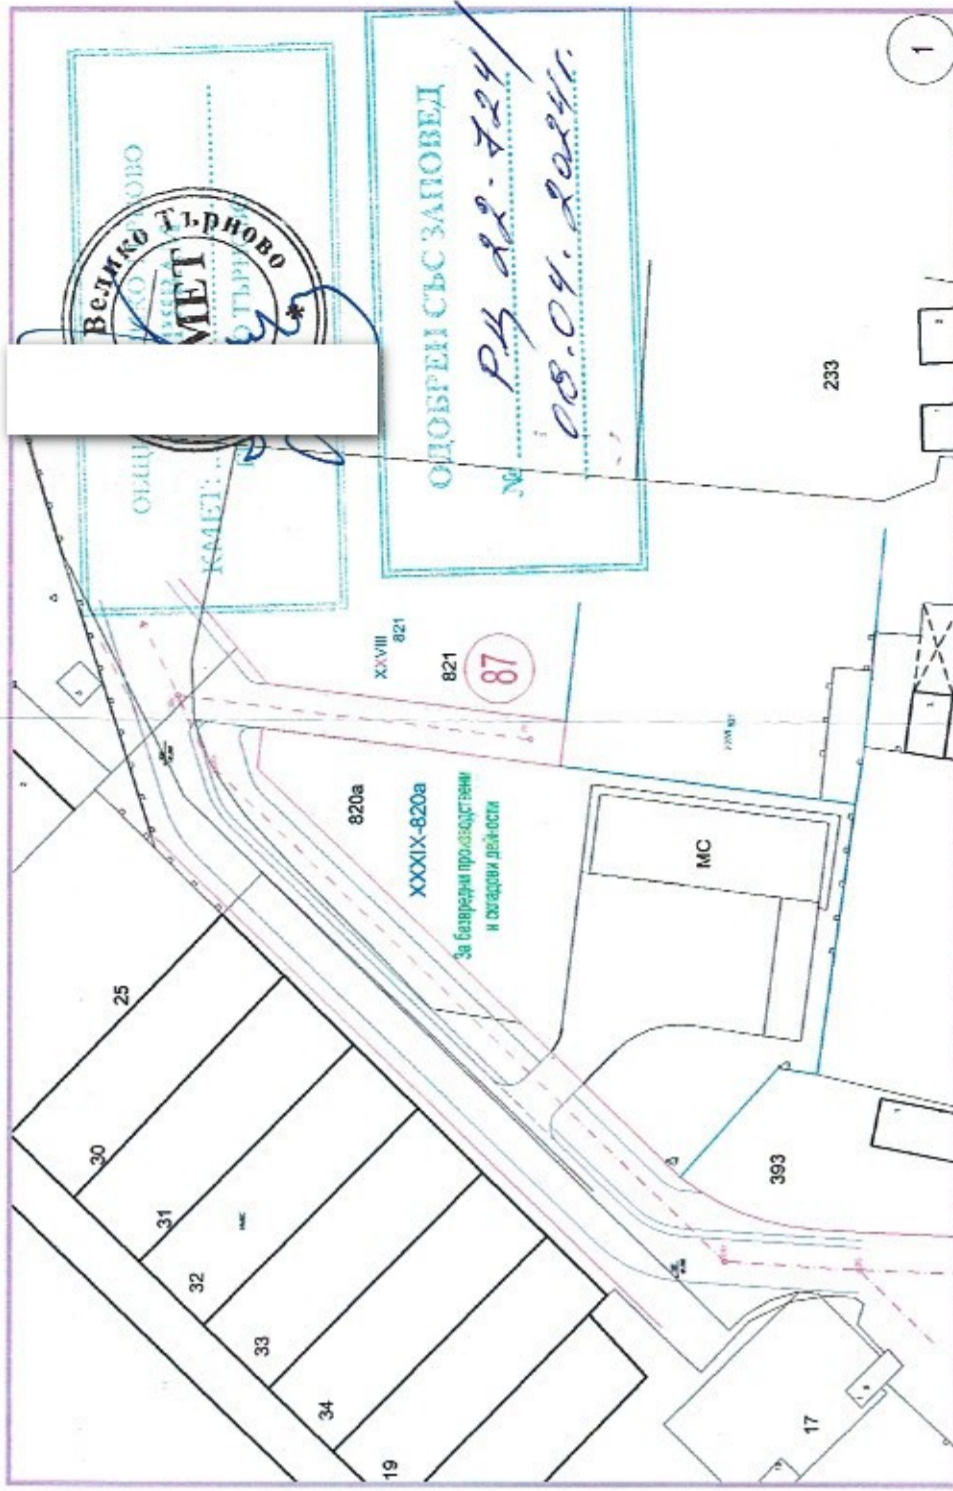 1
Велико Търново
КМЕТ:
ОДОБРЕН СЪС ЗАПОВЕД
№ РД 22-724/
08.04.2024г.
233
XXVIII
821
821
87
820а
XXXIX-820а
За безвредни производствени
и складови дейности
МС
25
30
31
32
33
34
19
393
17